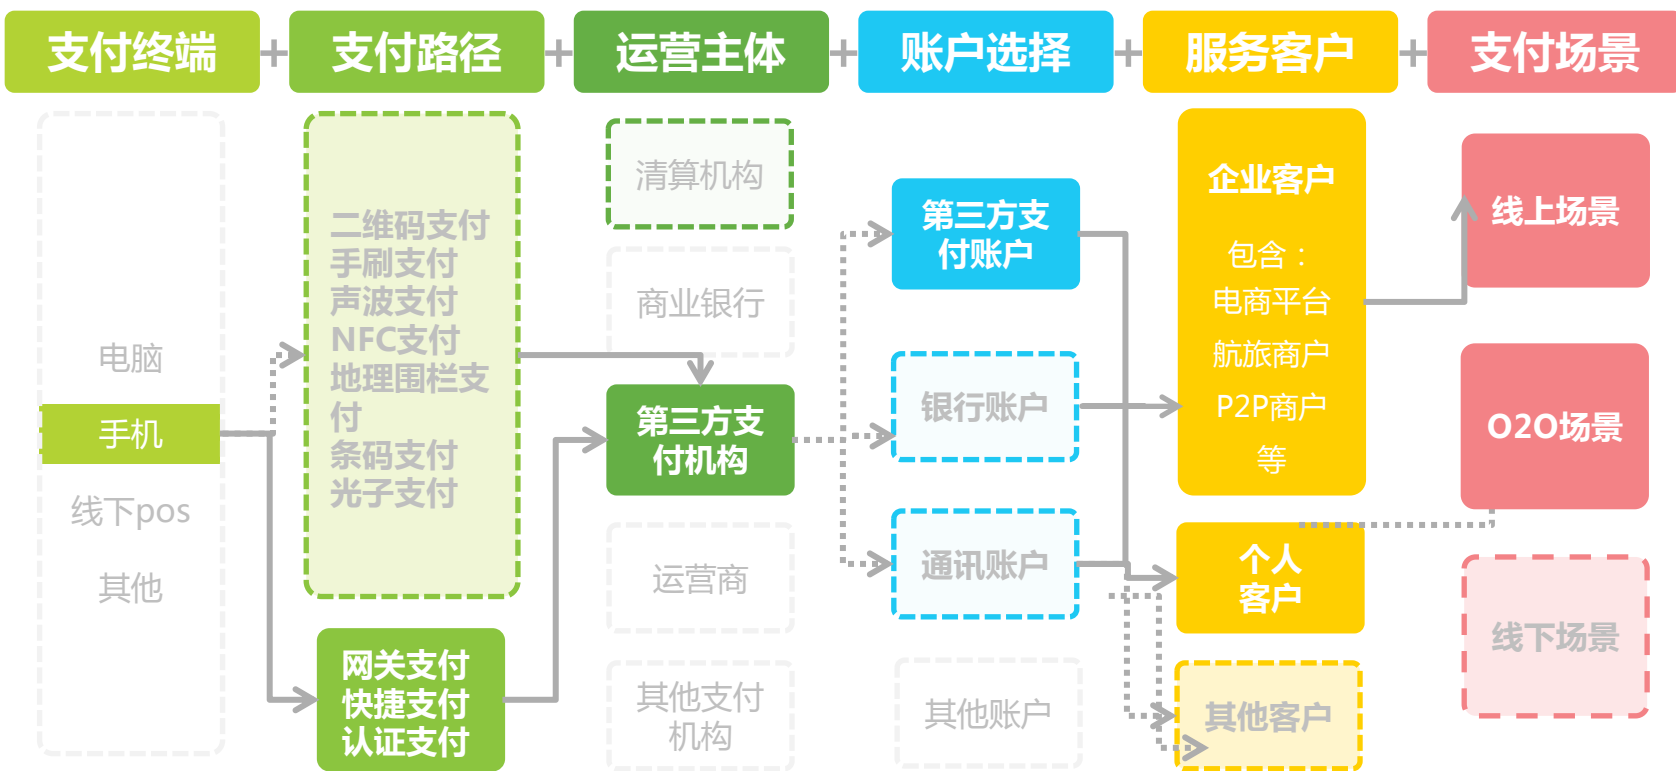 支付终端
+
支付路径
+
运营主体
+
账户选择
+
服务客户
+
支付场景
电脑
手机
线下pos
其他
二维码支付
手刷支付
声波支付
NFC支付
地理围栏支
付
条码支付
光子支付
网关支付
快捷支付
认证支付
清算机构
商业银行
第三方支
付机构
运营商
其他支付
机构
第三方支
付账户
银行账户
通讯账户
其他账户
企业客户
包含：
电商平台
航旅商户
P2P商户
等
个人
客户
其他客户
线上场景
O2O场景
线下场景